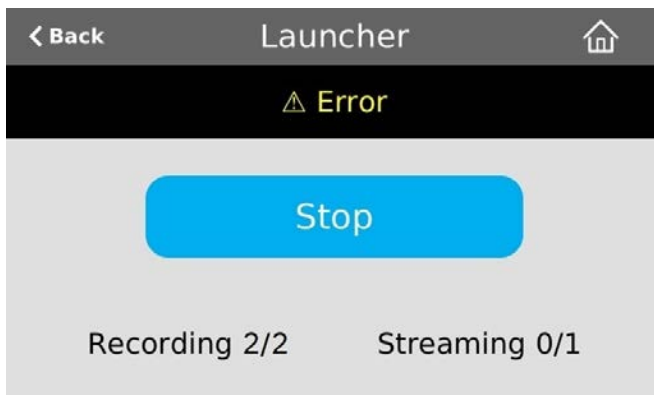 Back Launcher
⚠ Error
Stop
Recording 2/2 Streaming 0/1